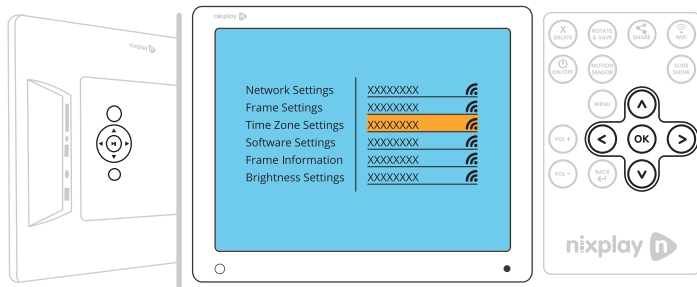 nixplay
nixplay
Network Settings XXXXXXXX
Frame Settings XXXXXXXX
Time Zone Settings XXXXXXXX
Software Settings XXXXXXXX
Frame Information XXXXXXXX
Brightness Settings XXXXXXXX
X
DELETE
ROTATE
& SAVE
SHARE
WiFi
ON/OFF
MOTION
SENSOR
SLIDE
SHOW
MENU
VOL +
OK
VOL -
BACK
nixplay n